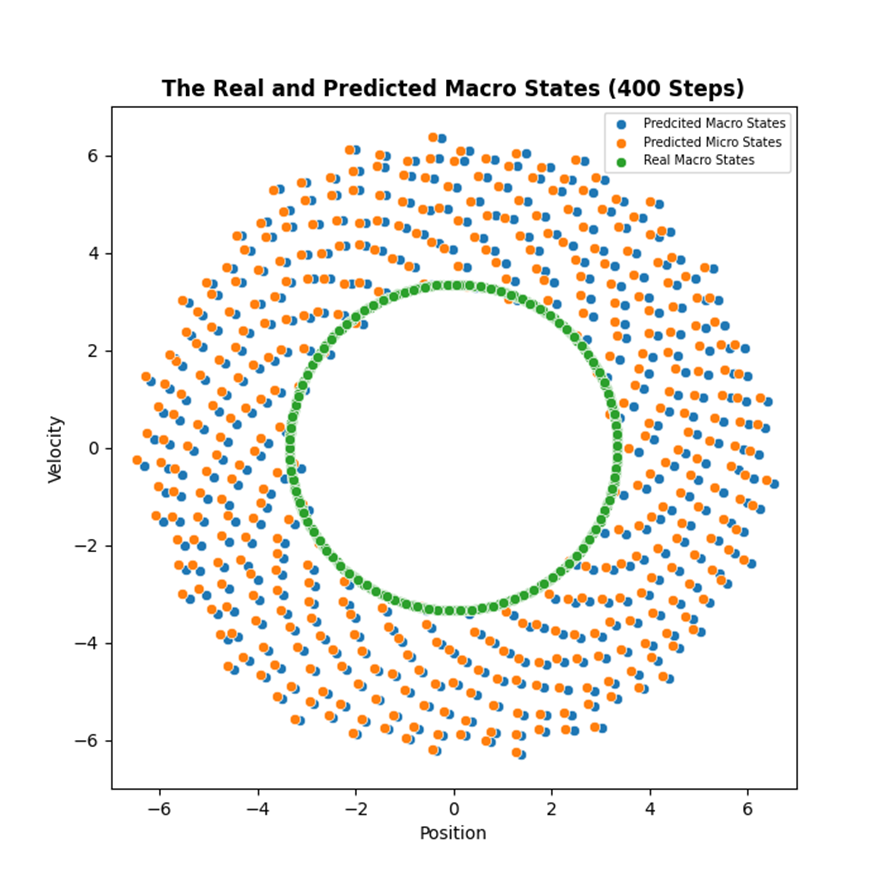 The Real and Predicted Macro States (400 Steps)
Predcited Macro States
Predicted Micro States
Real Macro States
6
4
2
0
−2
−4
−6
Velocity
−6 −4 −2 0 2 4 6
Position